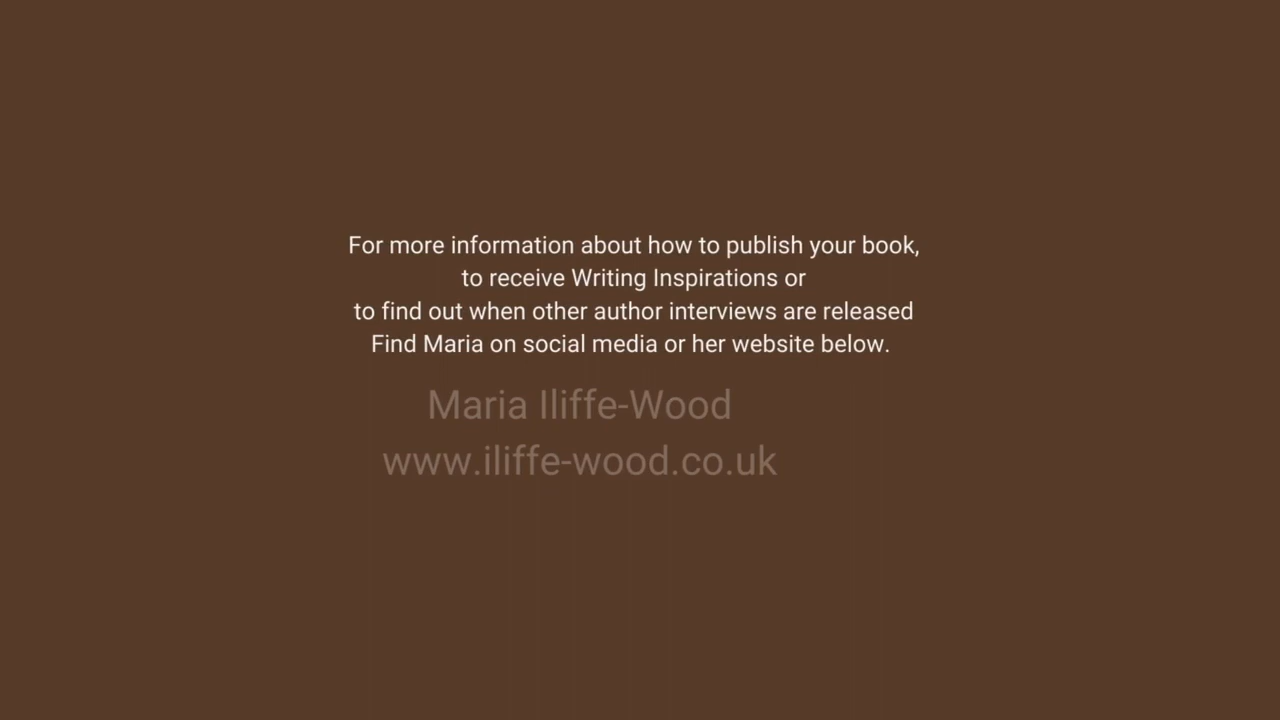 For more information about how to publish your book,
to receive Writing Inspirations or
to find out when other author interviews are released
Find Maria on social media or her website below.
Maria Iliffe-Wood
www.iliffe-wood.co.uk